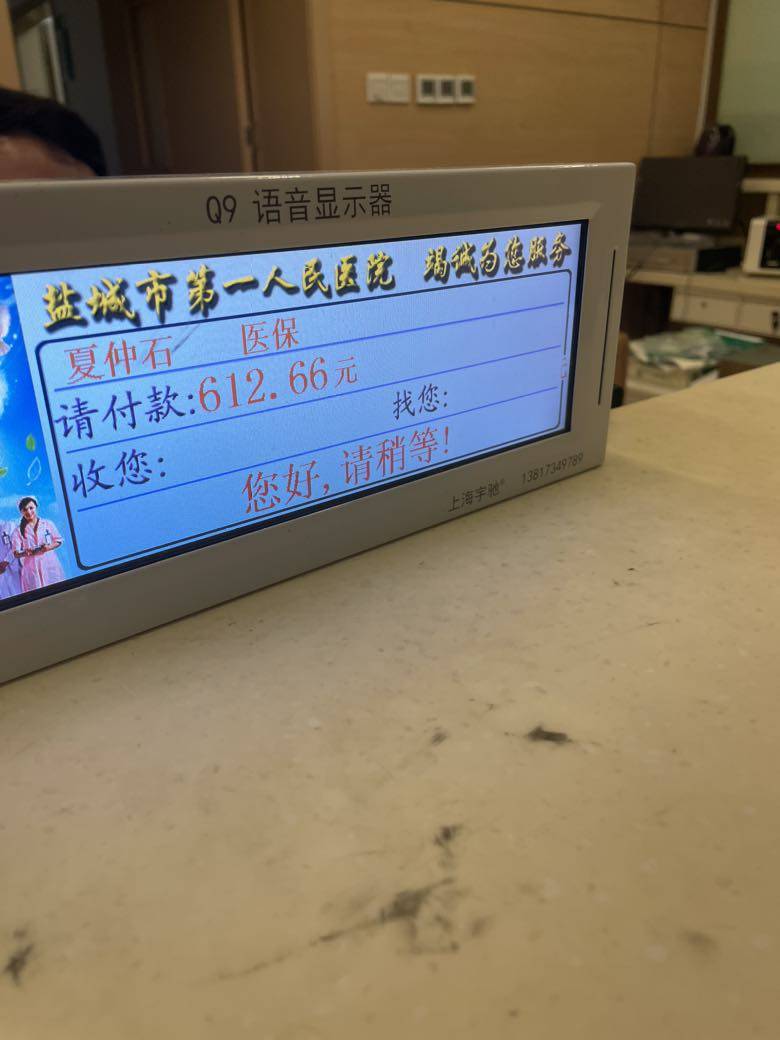 Q9 语音显示器
盐城市第一人民医院 竭诚为您服务
夏仲石 医保
请付款:612.66元
找您:
收您:
您好,请稍等!
上海宇驰® 13817349789